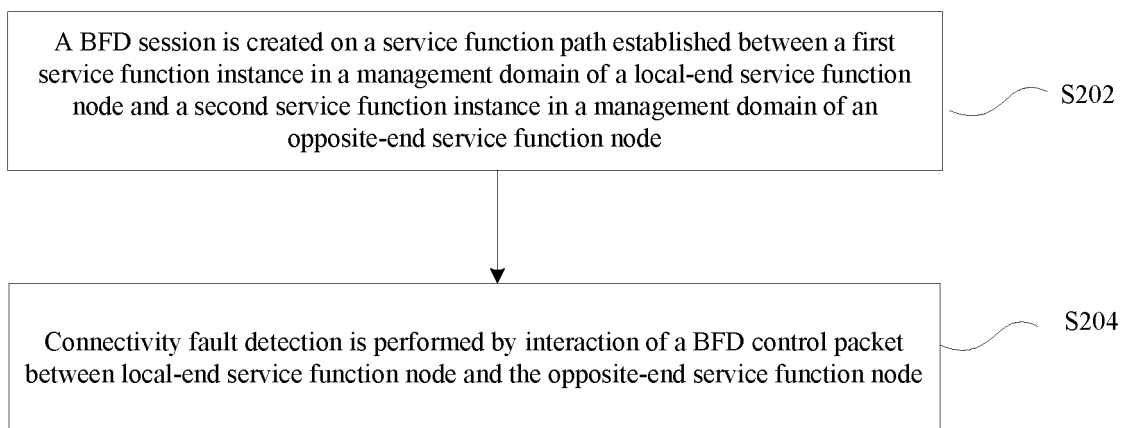 A BFD session is created on a service function path established between a first
service function instance in a management domain of a local-end service function
node and a second service function instance in a management domain of an
opposite-end service function node
S202
Connectivity fault detection is performed by interaction of a BFD control packet
between local-end service function node and the opposite-end service function node
S204